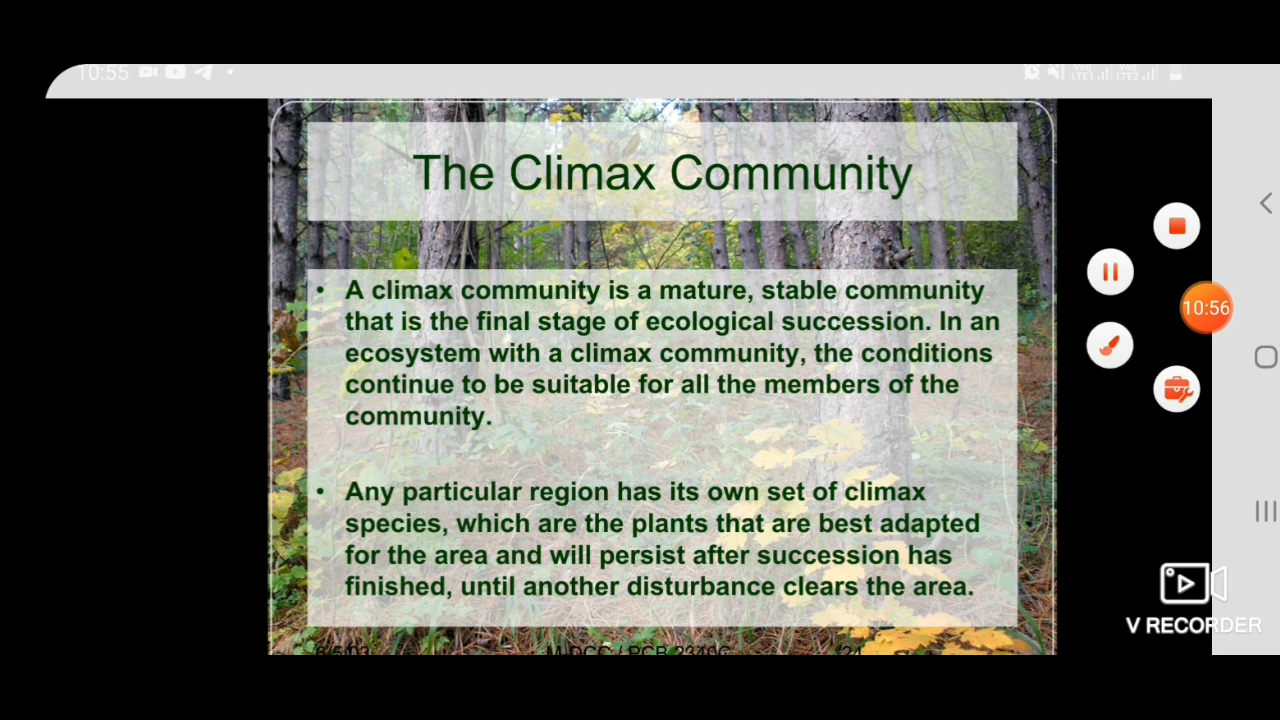 10:55
The Climax Community
• A climax community is a mature, stable community
that is the final stage of ecological succession. In an
ecosystem with a climax community, the conditions
continue to be suitable for all the members of the
community.
• Any particular region has its own set of climax
species, which are the plants that are best adapted
for the area and will persist after succession has
finished, until another disturbance clears the area.
10:56
V RECORDER